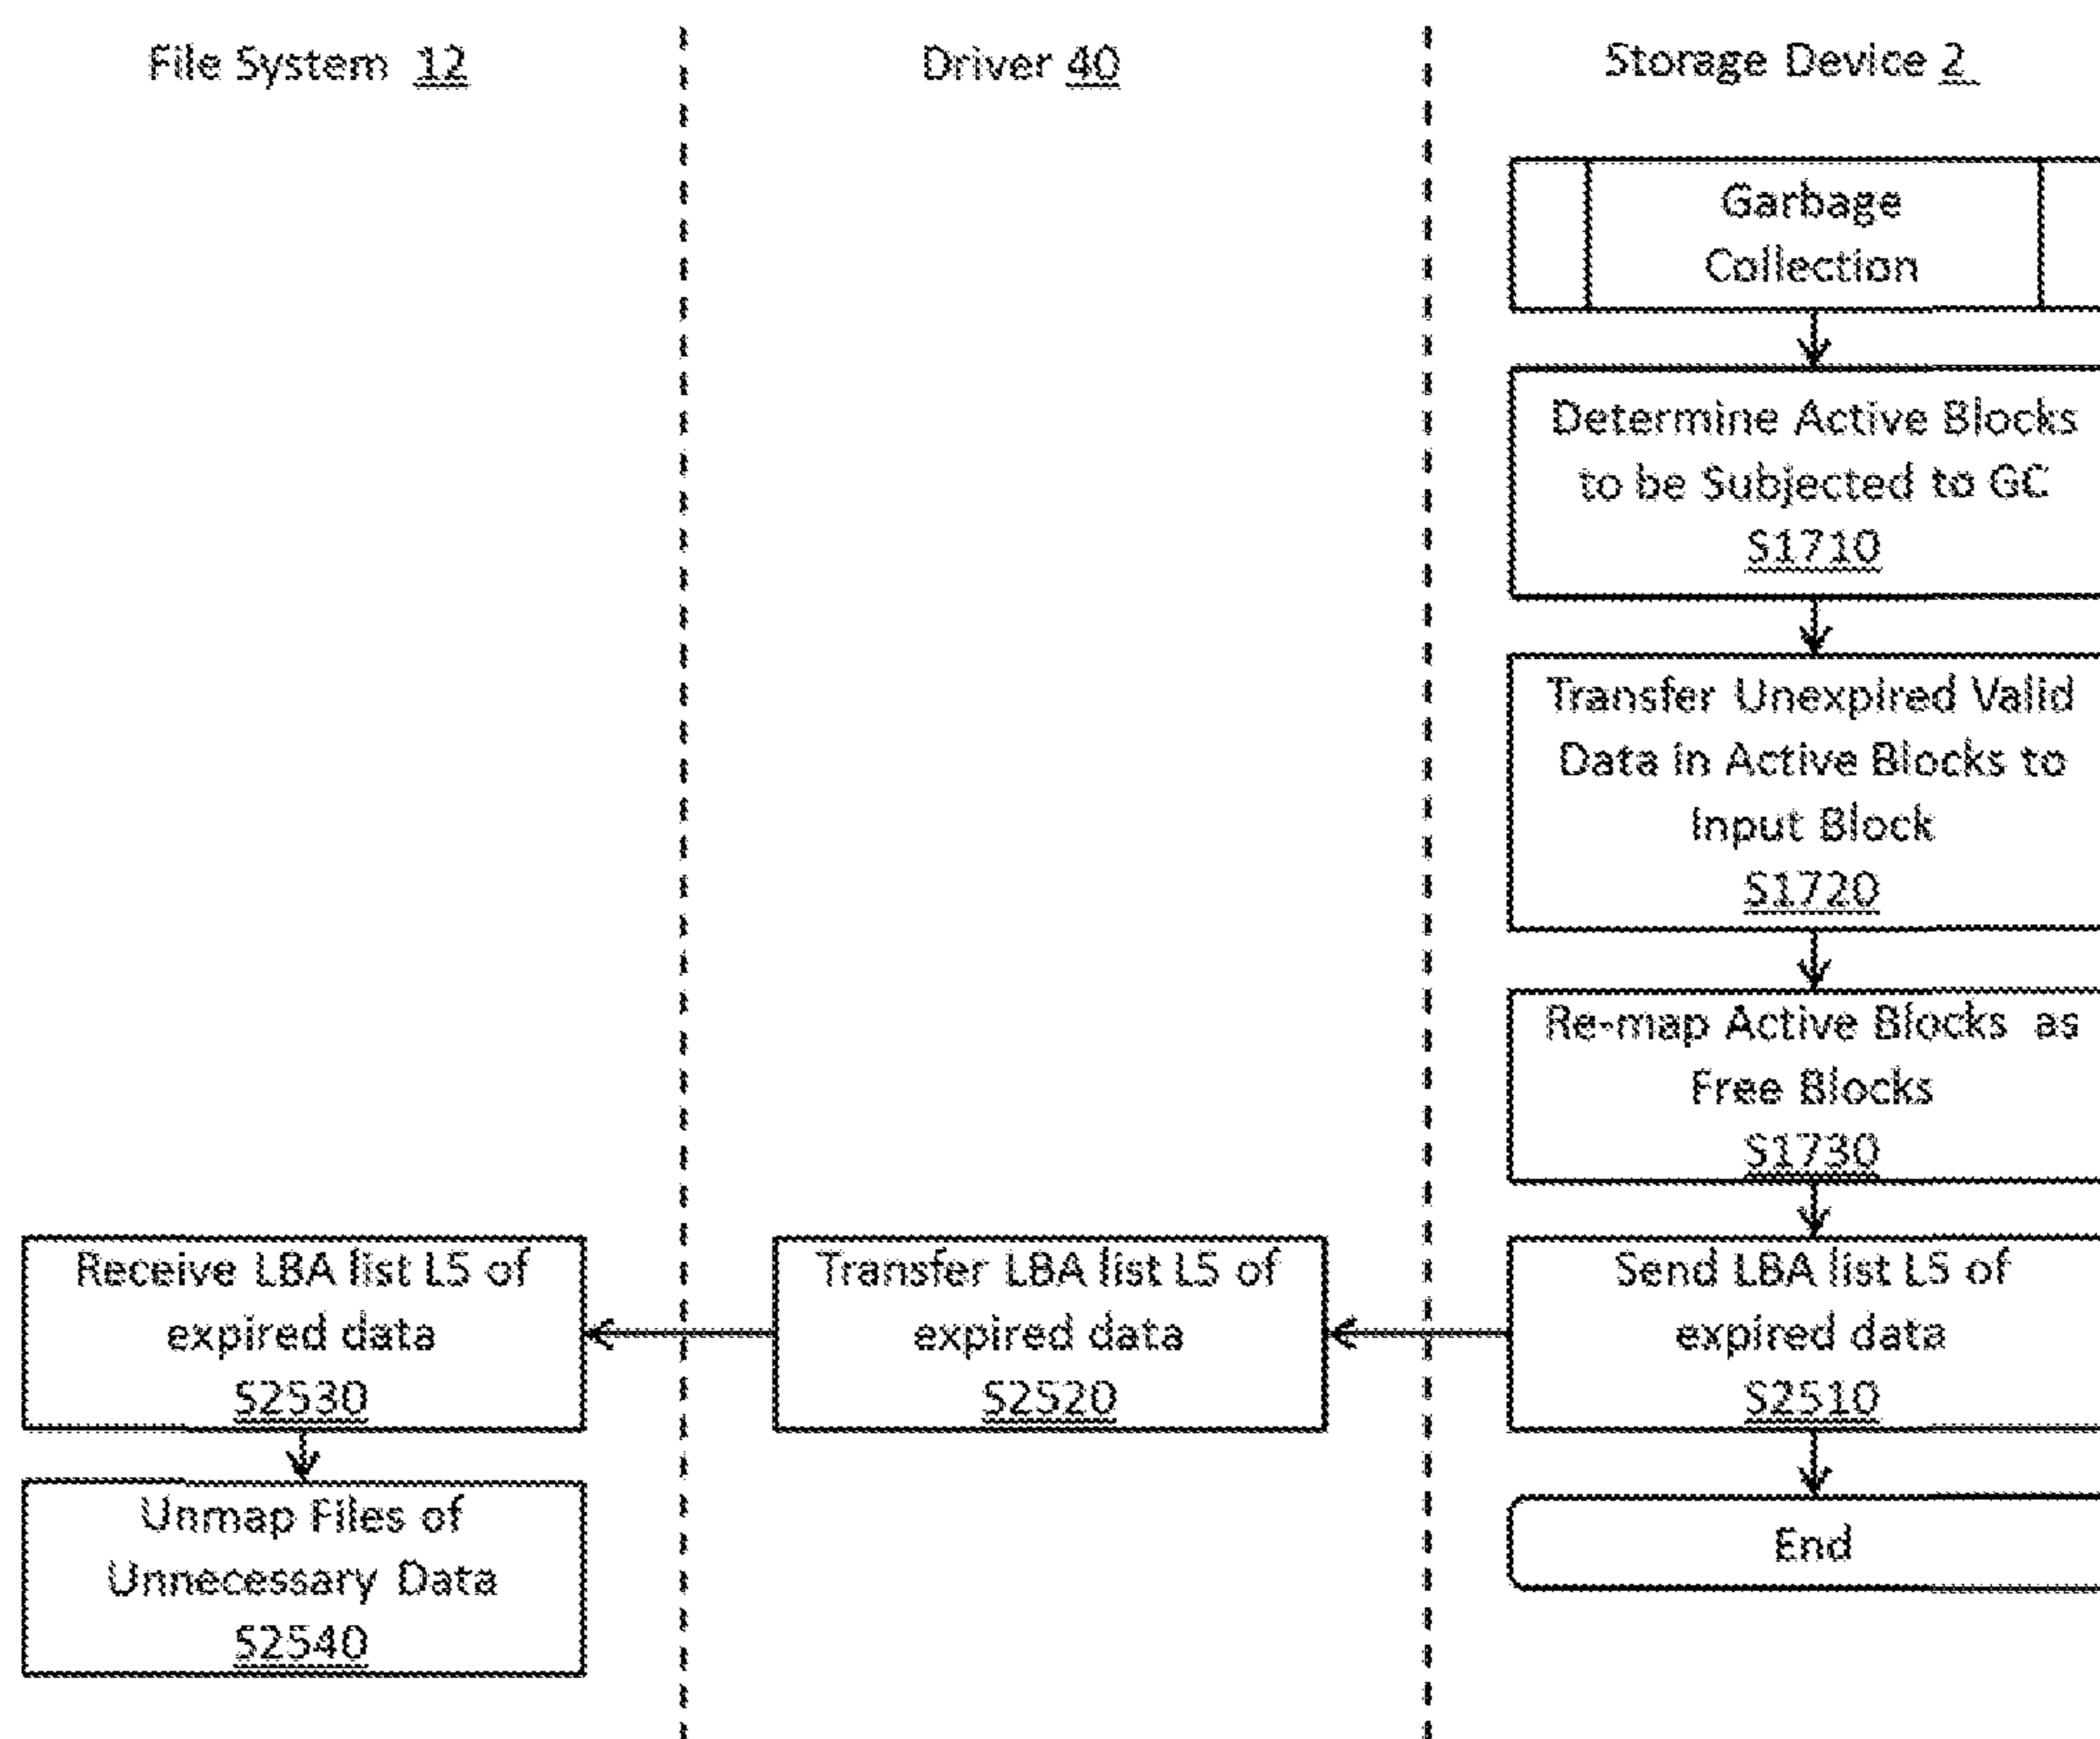 File System 12
Driver 40
Storage Device 2
Garbage
Collection
Determine Active Blocks
to be Subjected to GC
S1710
Transfer Unexpired Valid
Data in Active Blocks to
Input Block
S1720
Re-map Active Blocks as
Free Blocks
S1730
Receive LBA list L5 of
expired data
S2530
Transfer LBA list L5 of
expired data
S2520
Send LBA list L5 of
expired data
S2510
Unmap Files of
Unnecessary Data
S2540
End